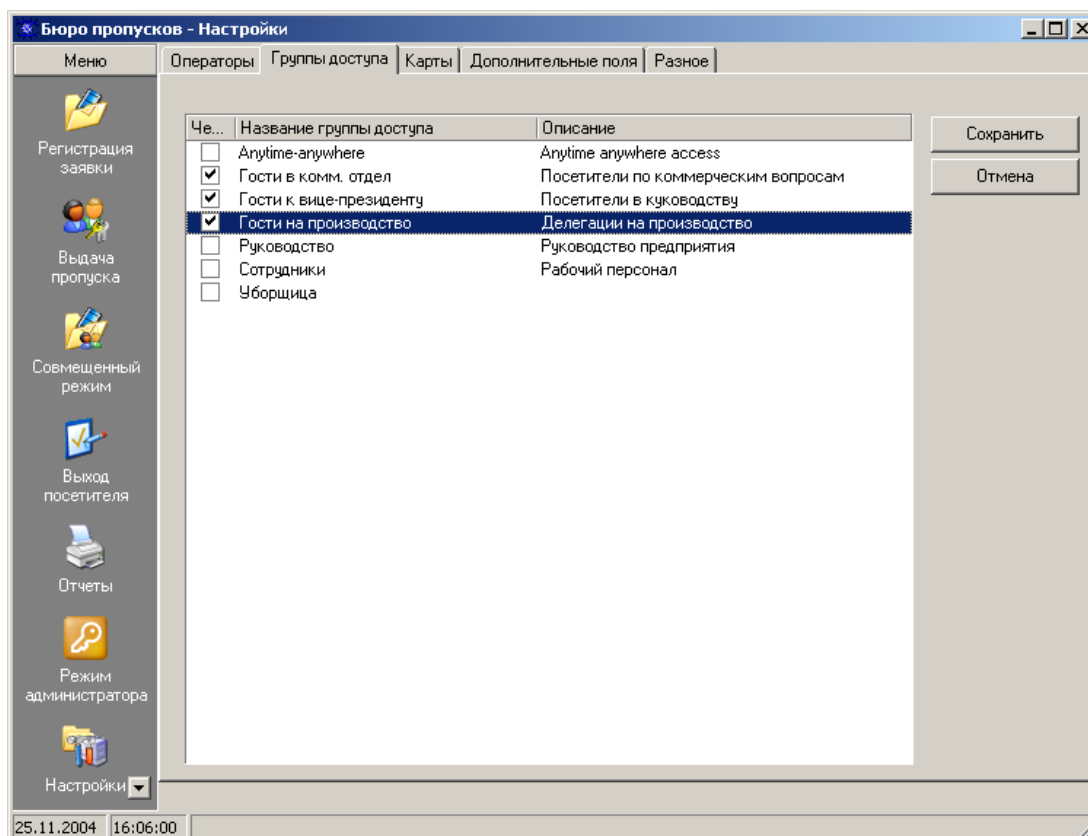 Бюро пропусков - Настройки
Меню
Операторы Группы доступа Карты Дополнительные поля Разное
Регистрация
заявки
Выдача
пропуска
Совмещенный
режим
Выход
посетителя
Отчеты
Режим
администратора
Настройки
Че... Название группы доступа Описание
Anytime-anywhere Anytime anywhere access
Гости в комм. отдел Посетители по коммерческим вопросам
Гости к вице-президенту Посетители в куководству
Гости на производство Делегации на производство
Руководство Руководство предприятия
Сотрудники Рабочий персонал
Уборщица
Сохранить
Отмена
25.11.2004 16:06:00